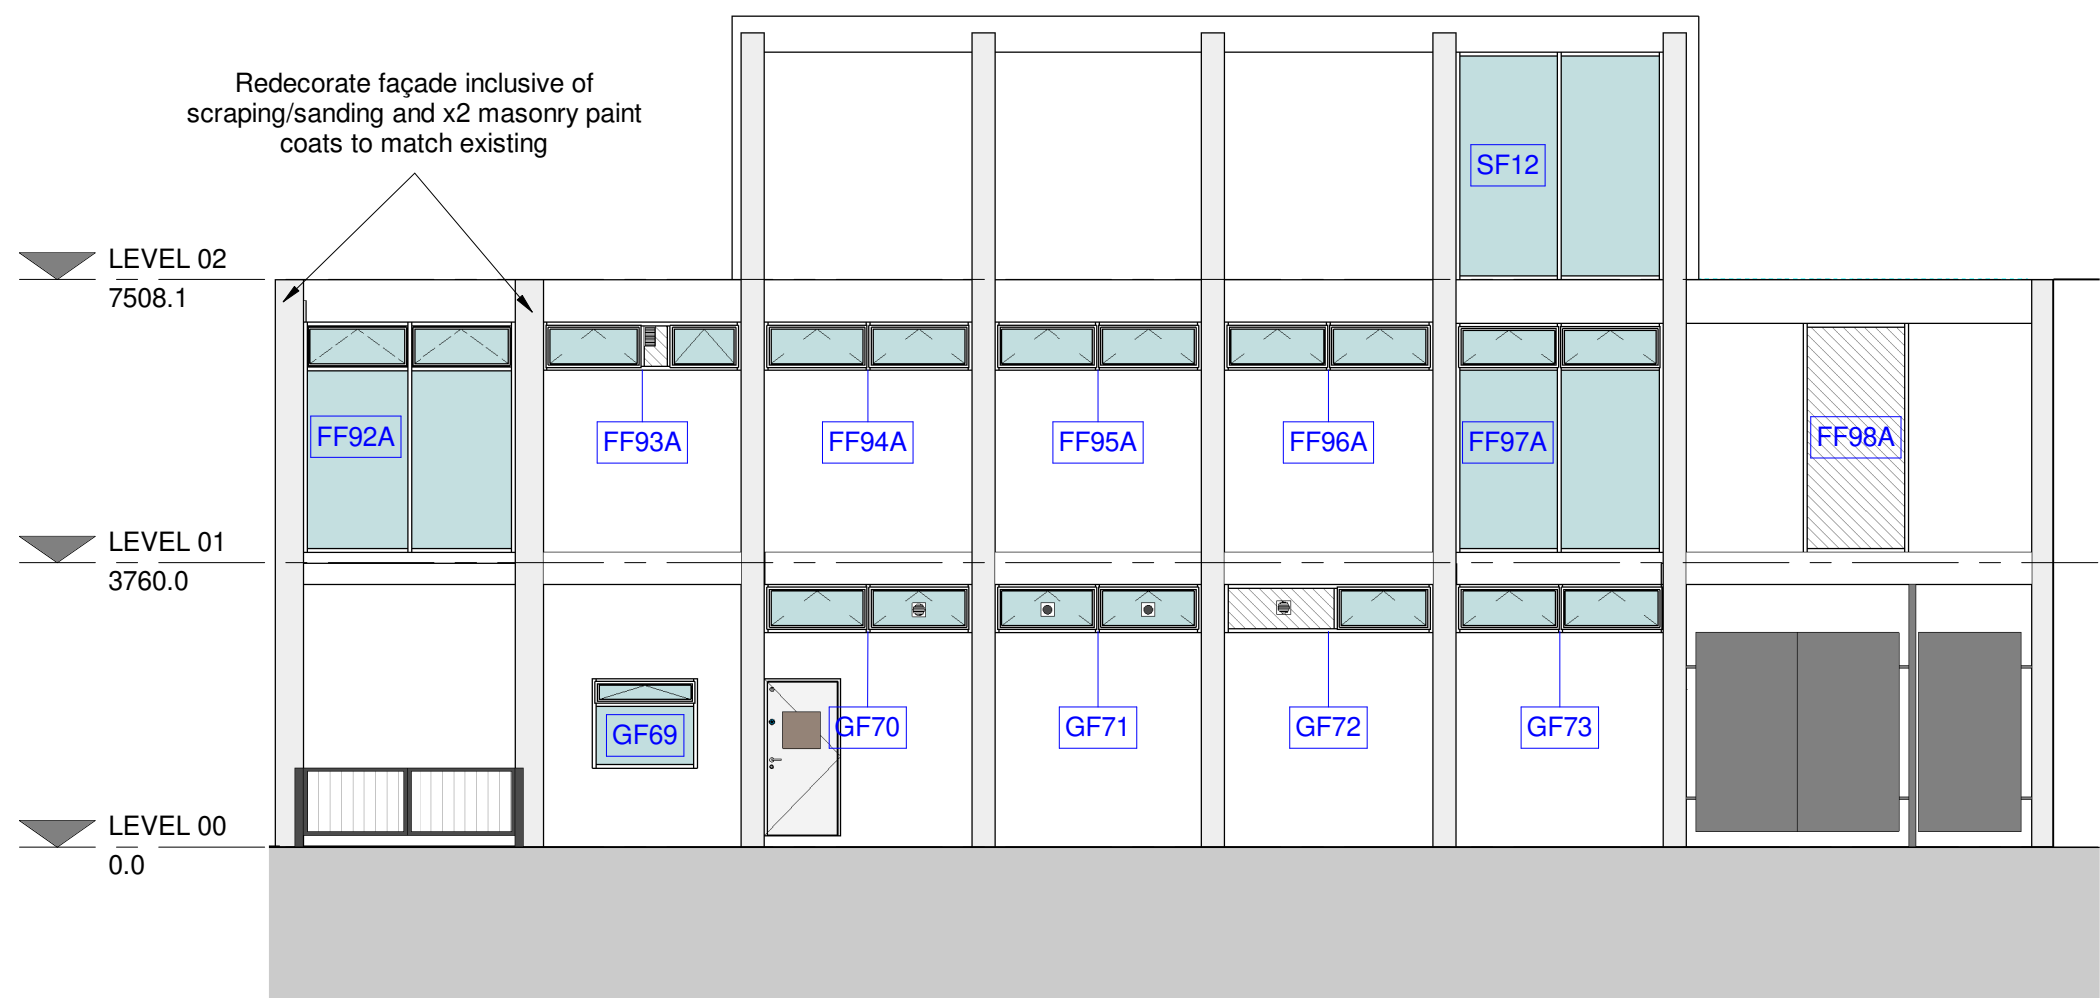 Redecorate façade inclusive of
scraping/sanding and x2 masonry paint
coats to match existing
SF12
LEVEL 02
7508.1
FF92A
FF93A
FF94A
FF95A
FF96A
FF97A
FF98A
LEVEL 01
3760.0
GF69
GF70
GF71
GF72
GF73
LEVEL 00
0.0